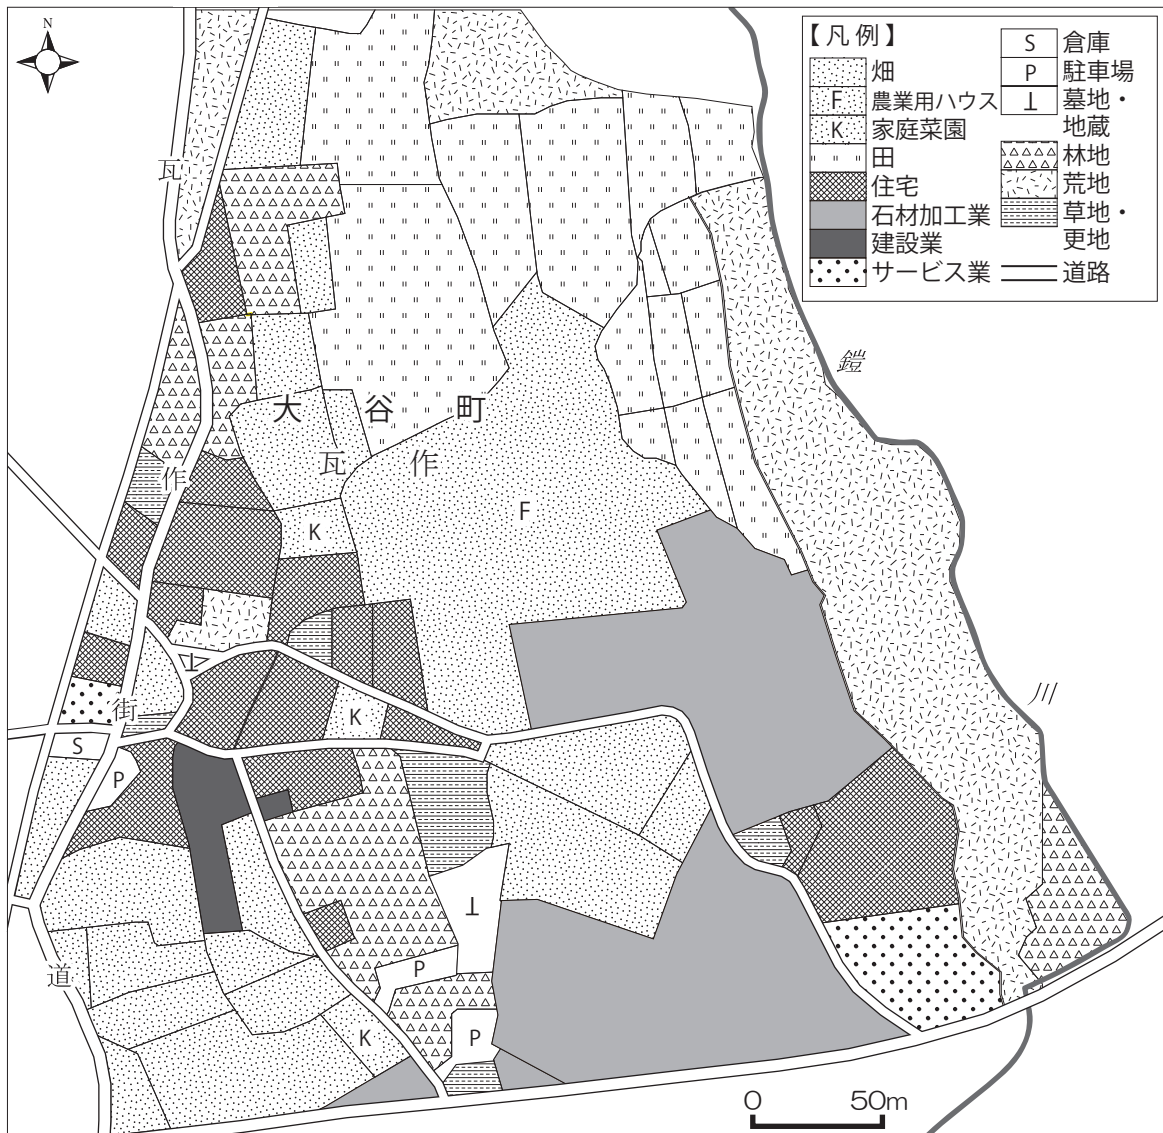 N
【凡例】
畑
F 農業用ハウス
K 家庭菜園
田
住宅
石材加工業
建設業
サービス業
S 倉庫
P 駐車場
⊥ 墓地・
地蔵
林地
荒地
草地・
更地
道路
瓦
作
街
道
大谷町
瓦作
鎧
川
F
K
⊥
K
S
P
⊥
P
K
P
0 50m